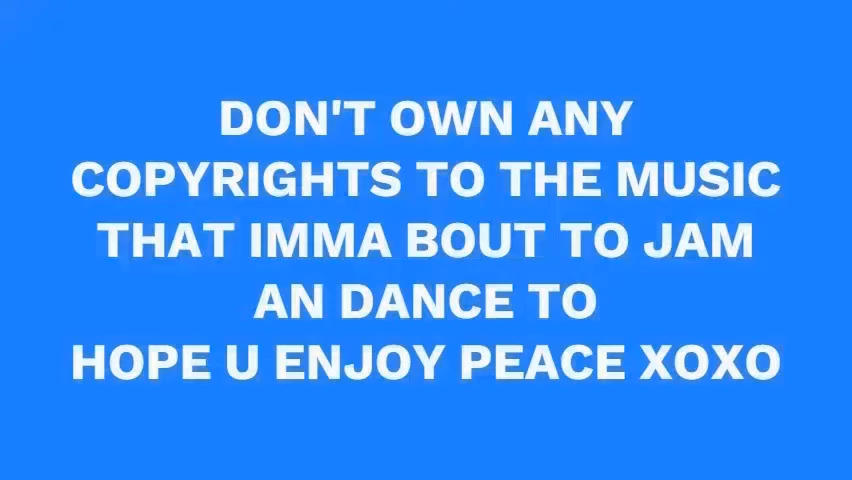 DON'T OWN ANY
COPYRIGHTS TO THE MUSIC
THAT IMMA BOUT TO JAM
AN DANCE TO
HOPE U ENJOY PEACE XOXO